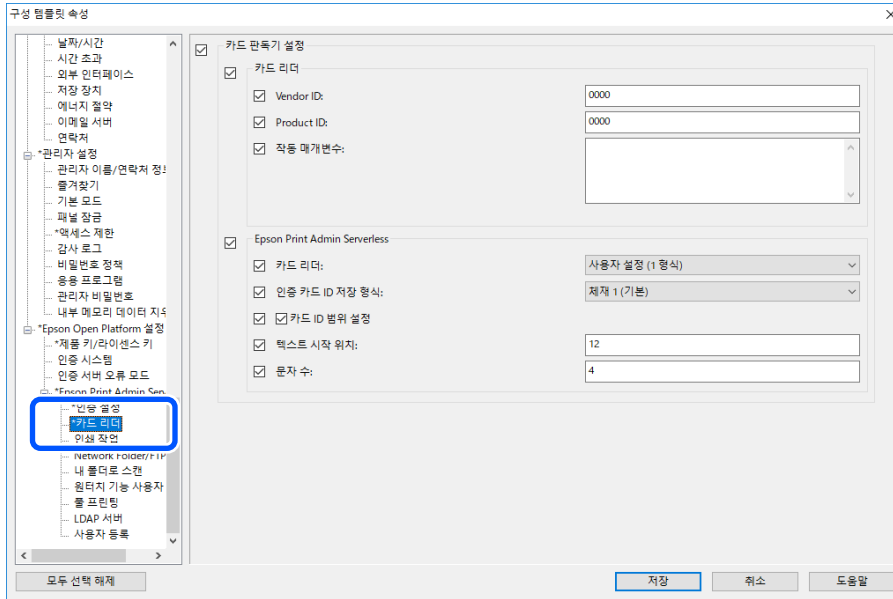 구성 템플릿 속성
날짜/시간
시간 초과
외부 인터페이스
저장 장치
에너지 절약
이메일 서버
연락처
*관리자 설정
관리자 이름/연락처
즐겨찾기
기본 모드
패널 잠금
*액세스 제한
감사 로그
비밀번호 정책
응용 프로그램
관리자 비밀번호
내부 메모리 데이터
*Epson Open Platform 설정
*제품 키/라이센스 키
인증 시스템
인증 서버 오류 모드
*Epson Print Admin Ser
*인증 설정
*카드 리더
인쇄 작업
Network Folder/FTP
내 폴더로 스캔
원터치 기능 사용자
풀 프린팅
LDAP 서버
사용자 등록
모두 선택 해제
카드 판독기 설정
카드 리더
Vendor ID: 0000
Product ID: 0000
작동 매개변수:
Epson Print Admin Serverless
카드 리더: 사용자 설정 (1 형식)
인증 카드 ID 저장 형식: 체재 1 (기본)
카드 ID 범위 설정
텍스트 시작 위치: 12
문자 수: 4
저장 취소 도움말